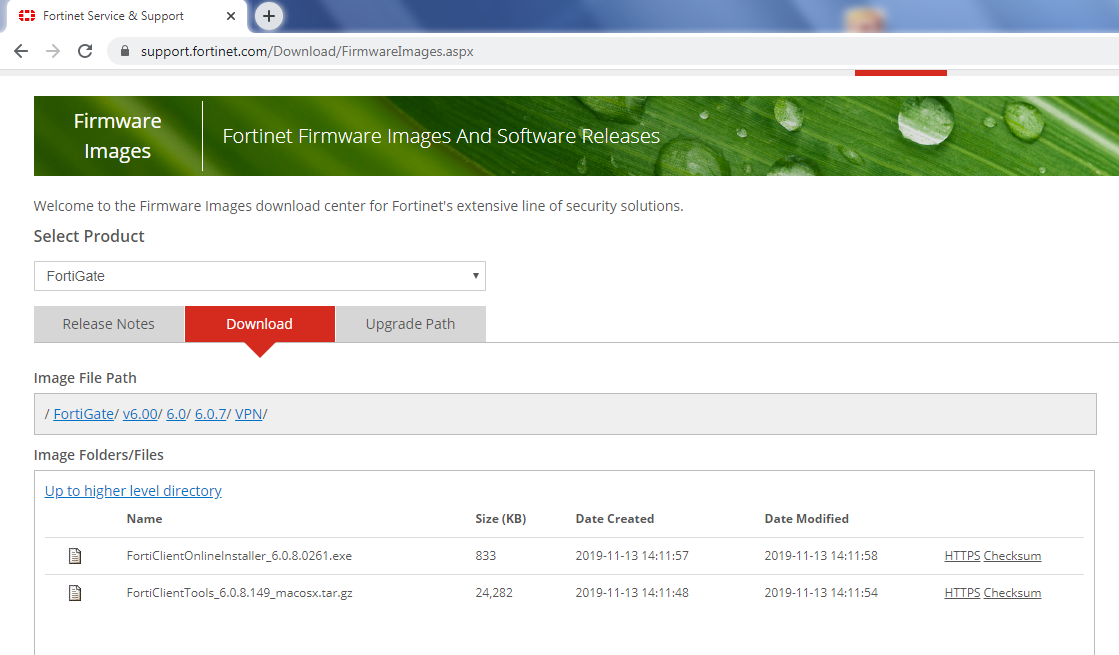 Fortinet Service & Support
support.fortinet.com/Download/FirmwareImages.aspx
Firmware
Images
Fortinet Firmware Images And Software Releases
Welcome to the Firmware Images download center for Fortinet's extensive line of security solutions.
Select Product
FortiGate
Release Notes Download Upgrade Path
Image File Path
/ FortiGate/ v6.00/ 6.0/ 6.0.7/ VPN/
Image Folders/Files
Up to higher level directory
Name Size (KB) Date Created Date Modified
FortiClientOnlineInstaller_6.0.8.0261.exe 833 2019-11-13 14:11:57 2019-11-13 14:11:58 HTTPS Checksum
FortiClientTools_6.0.8.149_macosx.tar.gz 24,282 2019-11-13 14:11:48 2019-11-13 14:11:54 HTTPS Checksum